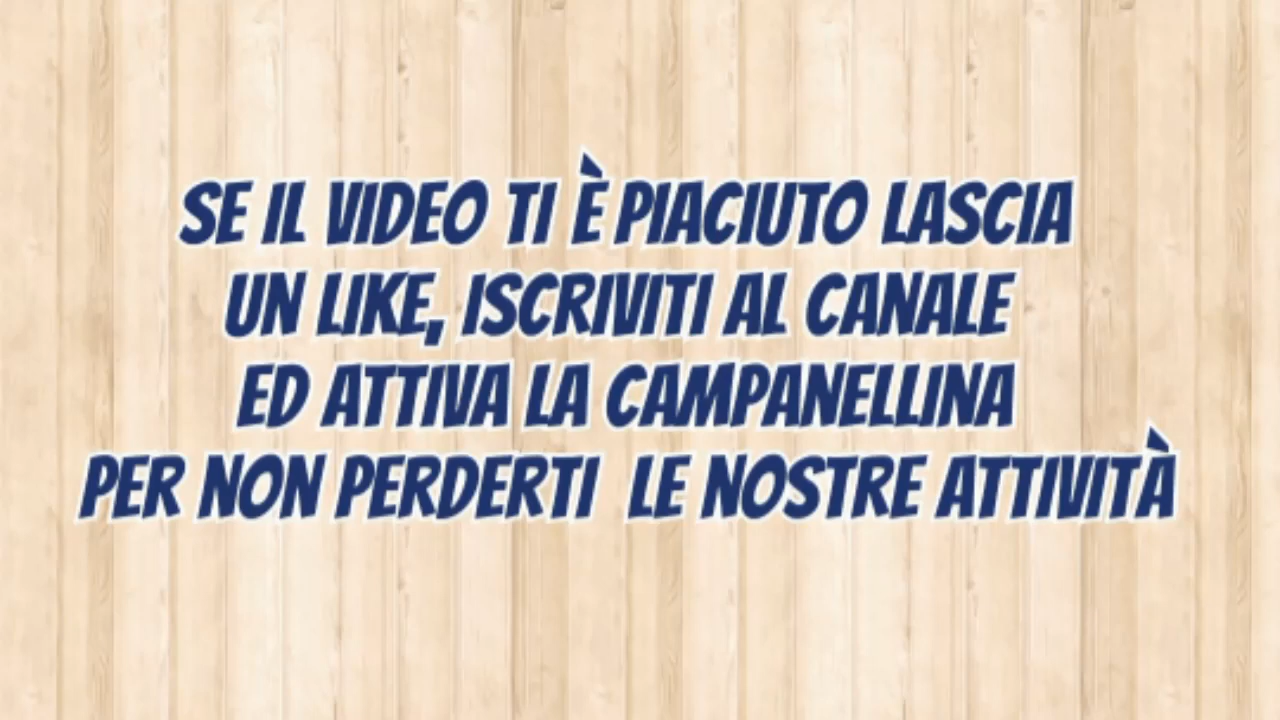 SE IL VIDEO TI È PIACIUTO LASCIA
UN LIKE, ISCRIVITI AL CANALE
ED ATTIVA LA CAMPANELLINA
PER NON PERDERTI LE NOSTRE ATTIVITÀ